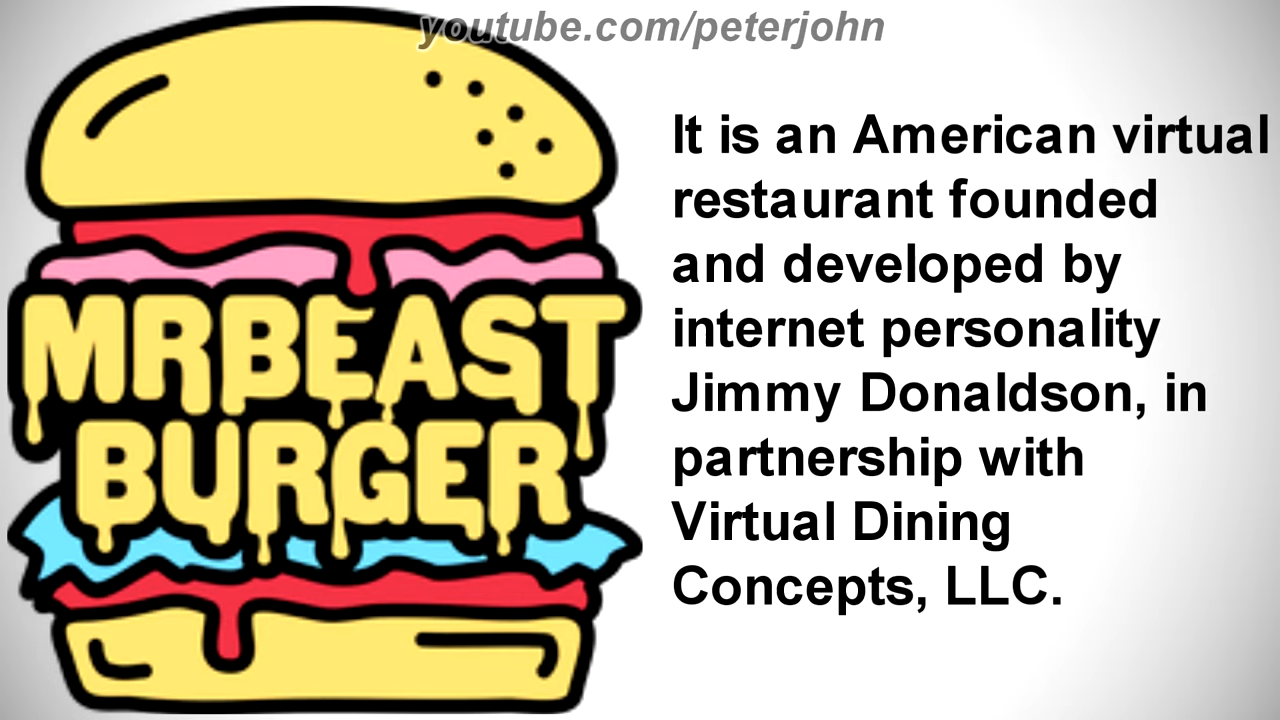 youtube.com/peterjohn
MRBEAST
BURGER
It is an American virtual
restaurant founded
and developed by
internet personality
Jimmy Donaldson, in
partnership with
Virtual Dining
Concepts, LLC.